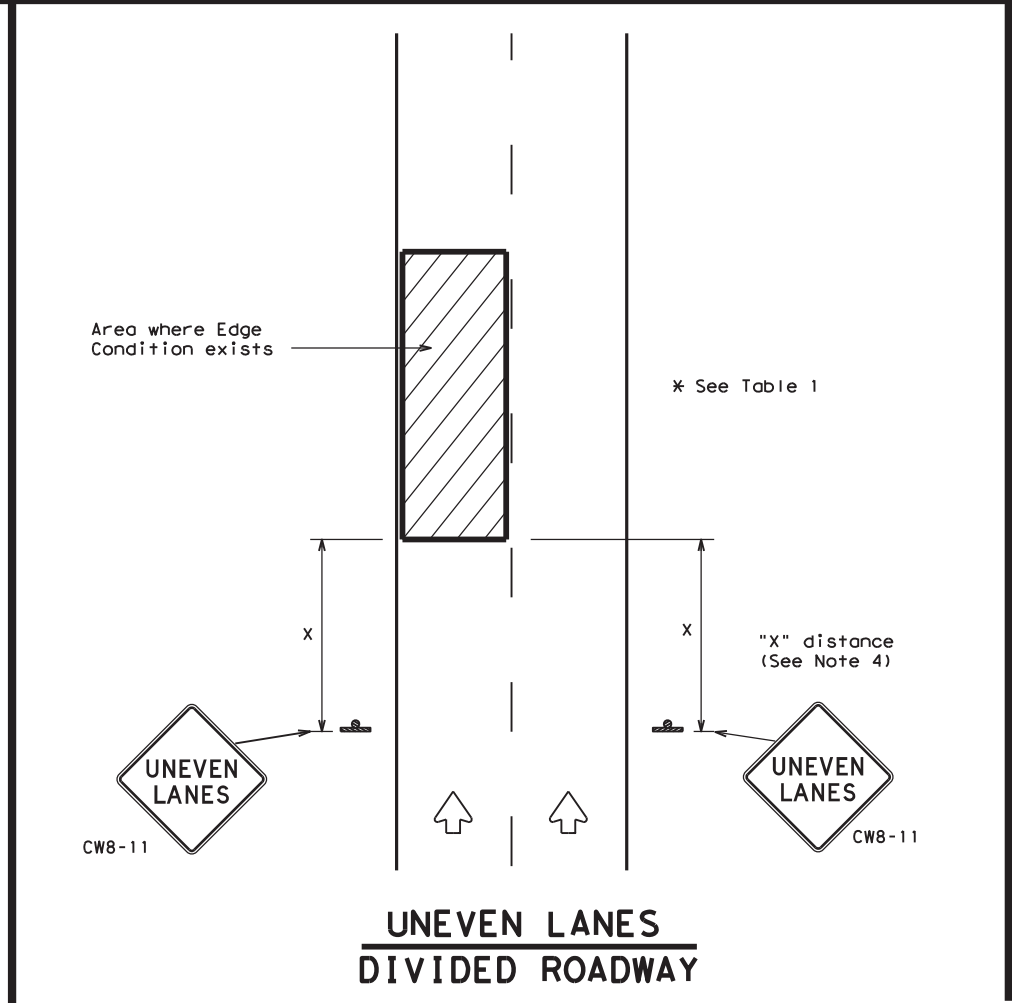 Area where Edge
Condition exists
* See Table 1
X
X
"X" distance
(See Note 4)
UNEVEN
LANES
CW8-11
UNEVEN
LANES
CW8-11
UNEVEN LANES
DIVIDED ROADWAY